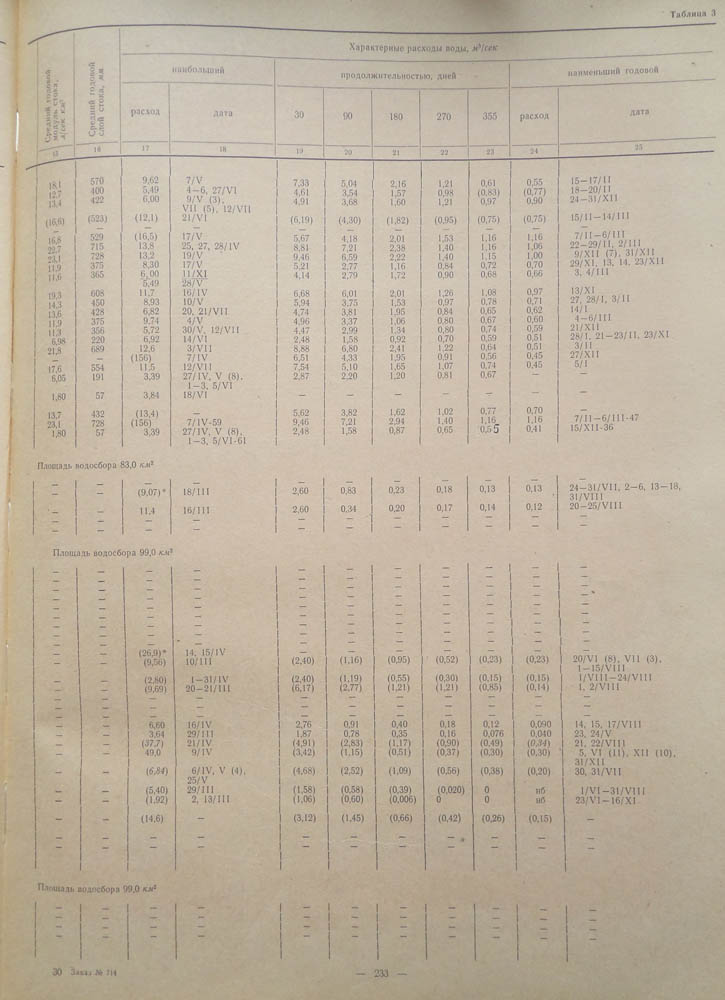 Таблица 3
Средний годовой модуль стока, л/сек км² | Средний годовой слой стока, мм | Характерные расходы воды, м³/сек
наибольший | продолжительностью, дней | наименьший годовой
расход | дата | 30 | 90 | 180 | 270 | 355 | расход | дата
15 | 16 | 17 | 18 | 19 | 20 | 21 | 22 | 23 | 24 | 25
18,1 | 570 | 9,62 | 7/V | 7,33 | 5,04 | 2,16 | 1,21 | 0,61 | 0,55 | 15—17/II
12,7 | 400 | 5,49 | 4—6, 27/VI | 4,61 | 3,54 | 1,57 | 0,98 | (0,83) | (0,77) | 18—20/II
13,4 | 422 | 6,00 | 9/V (3), | 4,91 | 3,68 | 1,60 | 1,21 | 0,97 | 0,90 | 24—31/XII
VII (5), 12/VII
(16,6) | (523) | (12,1) | 21/VI | (6,19) | (4,30) | (1,82) | (0,95) | (0,75) | (0,75) | 15/II—14/III
— | — | — | — | — | — | — | — | — | — | —
16,8 | 529 | (16,5) | 17/V | 5,67 | 4,18 | 2,01 | 1,53 | 1,16 | 1,16 | 7/II—6/III
22,7 | 715 | 13,8 | 25, 27, 28/IV | 8,81 | 7,21 | 2,38 | 1,40 | 1,16 | 1,06 | 22—29/II, 2/III
23,1 | 728 | 13,2 | 19/V | 9,46 | 6,59 | 2,22 | 1,40 | 1,15 | 1,00 | 9/XII (7), 31/XII
11,9 | 375 | 8,30 | 17/V | 5,21 | 2,77 | 1,16 | 0,84 | 0,72 | 0,70 | 29/XI, 13, 14, 23/XII
11,6 | 365 | 6,00 | 11/XI | 4,14 | 2,79 | 1,72 | 0,90 | 0,68 | 0,66 | 3, 4/III
5,49 | 28/V
19,3 | 608 | 11,7 | 16/IV | 6,68 | 6,01 | 2,01 | 1,26 | 1,08 | 0,97 | 13/XI
14,3 | 450 | 8,93 | 10/V | 5,94 | 3,75 | 1,53 | 0,97 | 0,78 | 0,71 | 27, 28/I, 3/II
13,6 | 428 | 6,82 | 20, 21/VII | 4,74 | 3,81 | 1,95 | 0,84 | 0,65 | 0,62 | 14/I
11,9 | 375 | 9,74 | 4/V | 4,96 | 3,37 | 1,06 | 0,80 | 0,67 | 0,60 | 4—6/III
11,3 | 356 | 5,72 | 30/V, 12/VII | 4,47 | 2,99 | 1,34 | 0,80 | 0,74 | 0,59 | 21/XII
6,98 | 220 | 6,92 | 14/VI | 2,48 | 1,58 | 0,92 | 0,70 | 0,59 | 0,51 | 28/I, 21—23/II, 23/XI
21,8 | 689 | 12,6 | 3/VII | 8,88 | 6,80 | 2,41 | 1,22 | 0,64 | 0,51 | 3/II
— | — | (156) | 7/IV | 6,51 | 4,33 | 1,95 | 0,91 | 0,56 | 0,45 | 27/XII
17,6 | 554 | 11,5 | 12/VII | 7,54 | 5,10 | 1,65 | 1,07 | 0,74 | 0,45 | 5/I
6,05 | 191 | 3,39 | 27/IV, V (8), | 2,87 | 2,20 | 1,20 | 0,81 | 0,67 | — | —
1—3, 5/VI
1,80 | 57 | 3,84 | 18/VI | — | — | — | — | — | — | —
13,7 | 432 | (13,4) | — | 5,62 | 3,82 | 1,62 | 1,02 | 0,77 | 0,70 | —
23,1 | 728 | (156) | 7/IV-59 | 9,46 | 7,21 | 2,94 | 1,40 | 1,16 | 1,16 | 7/II—6/III-47
1,80 | 57 | 3,39 | 27/IV, V (8), | 2,48 | 1,58 | 0,87 | 0,65 | 0,55 | 0,41 | 15/XII-36
1—3, 5/VI-61
Площадь водосбора 83,0 км²
— | — | — | — | — | — | — | — | — | — | —
— | — | (9,07)* | 18/III | 2,60 | 0,83 | 0,23 | 0,18 | 0,13 | 0,13 | 24—31/VII, 2—6, 13—18,
31/VIII
— | — | 11,4 | 16/III | 2,60 | 0,34 | 0,20 | 0,17 | 0,14 | 0,12 | 20—25/VIII
— | — | — | — | — | — | — | — | — | — | —
— | — | — | — | — | — | — | — | — | — | —
Площадь водосбора 99,0 км²
— | — | — | — | — | — | — | — | — | — | —
— | — | — | — | — | — | — | — | — | — | —
— | — | — | — | — | — | — | — | — | — | —
— | — | — | — | — | — | — | — | — | — | —
— | — | — | — | — | — | — | — | — | — | —
— | — | — | — | — | — | — | — | — | — | —
— | — | — | — | — | — | — | — | — | — | —
— | — | — | — | — | — | — | — | — | — | —
— | — | (26,9)* | 14, 15/IV | — | — | — | — | — | — | —
— | — | (9,56) | 10/III | (2,40) | (1,16) | (0,95) | (0,52) | (0,23) | (0,23) | 20/VI (8), VII (3),
1—15/VIII
— | — | (2,80) | 1—31/IV | (2,40) | (1,19) | (0,55) | (0,30) | (0,15) | (0,15) | 1/VIII—24/VIII
— | — | (9,69) | 20—21/III | (6,17) | (2,77) | (1,21) | (1,21) | (0,85) | (0,14) | 1, 2/VIII
— | — | — | — | — | — | — | — | — | — | —
— | — | — | — | — | — | — | — | — | — | —
— | — | — | — | — | — | — | — | — | — | —
— | — | 6,60 | 16/IV | 2,76 | 0,91 | 0,40 | 0,18 | 0,12 | 0,090 | 14, 15, 17/VIII
— | — | 3,64 | 29/III | 1,87 | 0,78 | 0,35 | 0,16 | 0,076 | 0,040 | 23, 24/V
— | — | (37,7) | 21/IV | (4,91) | (2,83) | (1,17) | (0,90) | (0,49) | (0,34) | 21, 22/VIII
— | — | 49,0 | 9/IV | (3,42) | (1,15) | (0,51) | (0,37) | (0,30) | (0,30) | 5, VI (11), XII (10),
31/XII
— | — | (6,84) | 6/IV, V (4), | (4,68) | (2,52) | (1,09) | (0,56) | (0,38) | (0,20) | 30, 31/VII
25/V
— | — | (5,40) | 29/III | (1,58) | (0,58) | (0,39) | (0,020) | 0 | нб | 1/VI—31/VIII
— | — | (1,92) | 2, 13/III | (1,06) | (0,60) | (0,006) | 0 | 0 | нб | 23/VI—16/XI
— | — | (14,6) | — | (3,12) | (1,45) | (0,66) | (0,42) | (0,26) | (0,15) | —
— | — | — | — | — | — | — | — | — | — | —
— | — | — | — | — | — | — | — | — | — | —
Площадь водосбора 99,0 км²
— | — | — | — | — | — | — | — | — | — | —
— | — | — | — | — | — | — | — | — | — | —
— | — | — | — | — | — | — | — | — | — | —
— | — | — | — | — | — | — | — | — | — | —
30 Заказ № 714
— 233 —